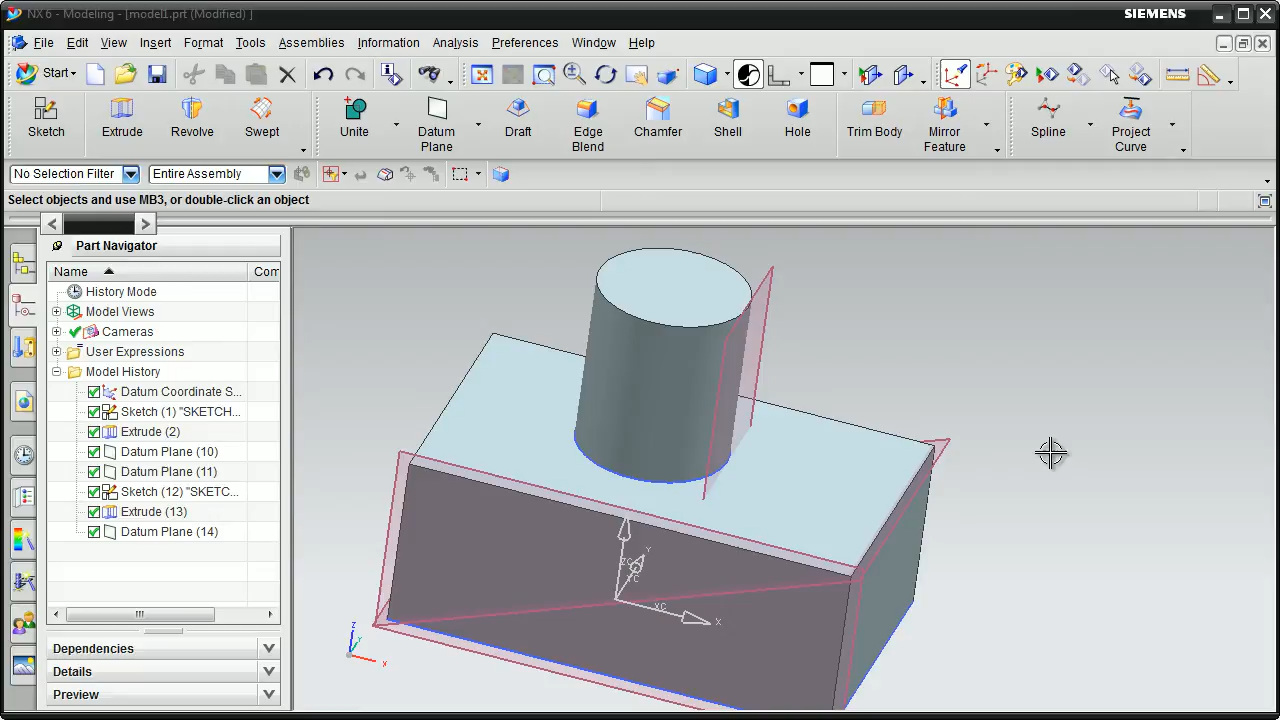 NX 6 - Modeling - [model1.prt (Modified) ]
SIEMENS
File Edit View Insert Format Tools Assemblies Information Analysis Preferences Window Help
Start
Sketch Extrude Revolve Swept Unite Datum Plane Draft Edge Blend Chamfer Shell Hole Trim Body Mirror Feature Spline Project Curve
No Selection Filter Entire Assembly
Select objects and use MB3, or double-click an object
Part Navigator
Name Com
History Mode
Model Views
Cameras
User Expressions
Model History
Datum Coordinate S...
Sketch (1) "SKETCH...
Extrude (2)
Datum Plane (10)
Datum Plane (11)
Sketch (12) "SKETC...
Extrude (13)
Datum Plane (14)
Dependencies
Details
Preview
Y
ZC
YC
XC
X
Z
Y
X